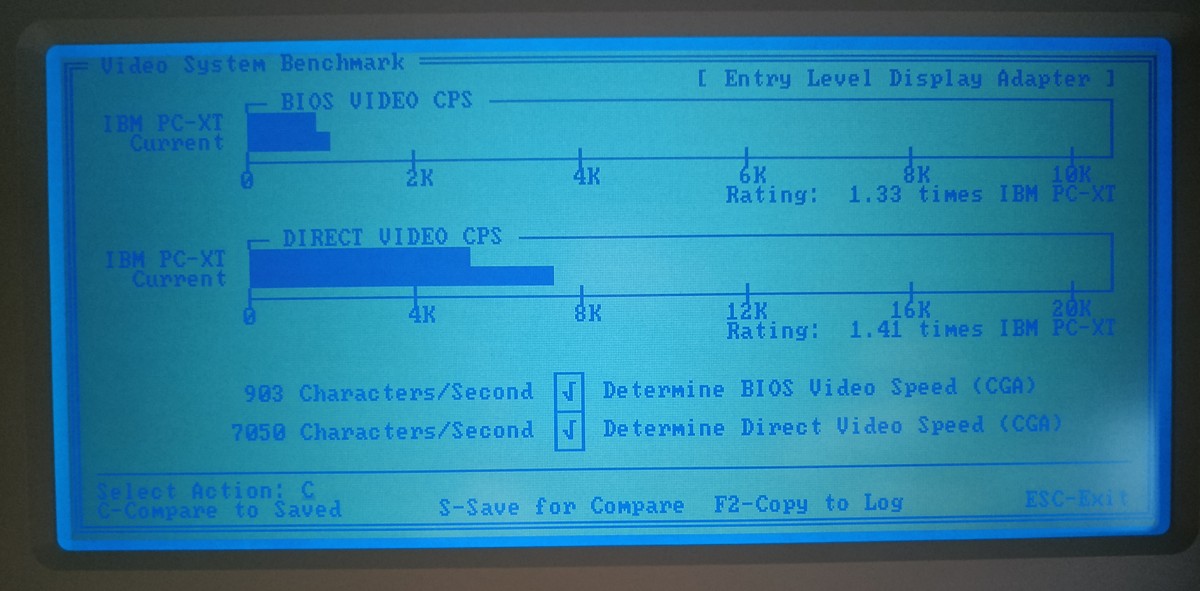 Video System Benchmark
[ Entry Level Display Adapter ]
BIOS VIDEO CPS
IBM PC-XT
Current
0 2K 4K 6K 8K 10K
Rating: 1.33 times IBM PC-XT
DIRECT VIDEO CPS
IBM PC-XT
Current
0 4K 8K 12K 16K 20K
Rating: 1.41 times IBM PC-XT
903 Characters/Second √ Determine BIOS Video Speed (CGA)
7050 Characters/Second √ Determine Direct Video Speed (CGA)
Select Action: C
C-Compare to Saved S-Save for Compare F2-Copy to Log ESC-Exit